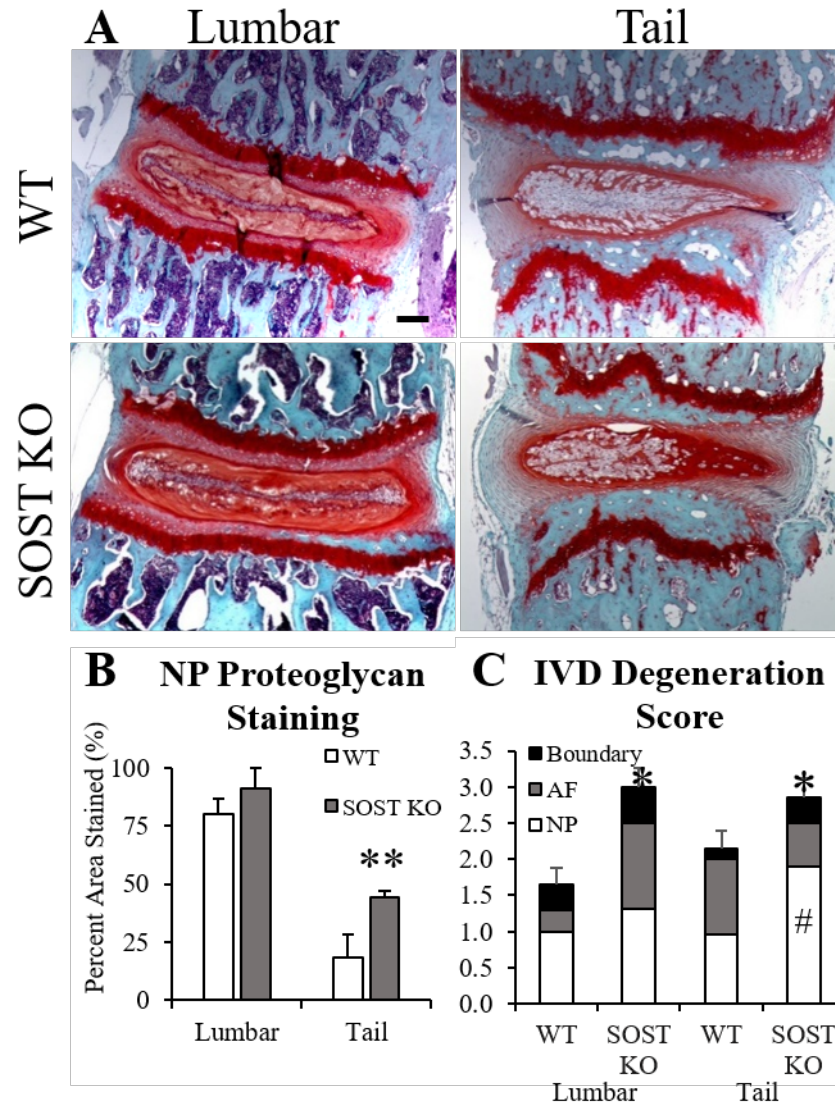 A
Lumbar
Tail
WT
SOST KO
B
NP Proteoglycan
Staining
Percent Area Stained (%)
100
75
50
25
0
WT
SOST KO
**
Lumbar
Tail
C
IVD Degeneration
Score
3.5
3.0
2.5
2.0
1.5
1.0
0.5
0.0
Boundary
AF
NP
*
*
#
WT
SOST
KO
WT
SOST
KO
Lumbar
Tail